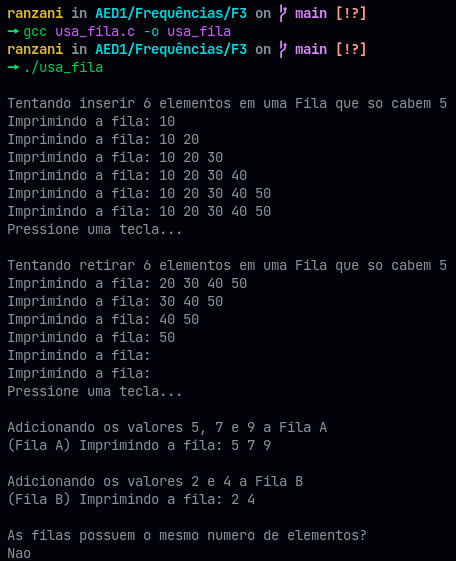 ranzani in AED1/Frequências/F3 on main [!?]
→ gcc usa_fila.c -o usa_fila
ranzani in AED1/Frequências/F3 on main [!?]
→ ./usa_fila
Tentando inserir 6 elementos em uma Fila que so cabem 5
Imprimindo a fila: 10
Imprimindo a fila: 10 20
Imprimindo a fila: 10 20 30
Imprimindo a fila: 10 20 30 40
Imprimindo a fila: 10 20 30 40 50
Imprimindo a fila: 10 20 30 40 50
Pressione uma tecla...
Tentando retirar 6 elementos em uma Fila que so cabem 5
Imprimindo a fila: 20 30 40 50
Imprimindo a fila: 30 40 50
Imprimindo a fila: 40 50
Imprimindo a fila: 50
Imprimindo a fila:
Imprimindo a fila:
Pressione uma tecla...
Adicionando os valores 5, 7 e 9 a Fila A
(Fila A) Imprimindo a fila: 5 7 9
Adicionando os valores 2 e 4 a Fila B
(Fila B) Imprimindo a fila: 2 4
As filas possuem o mesmo numero de elementos?
Nao